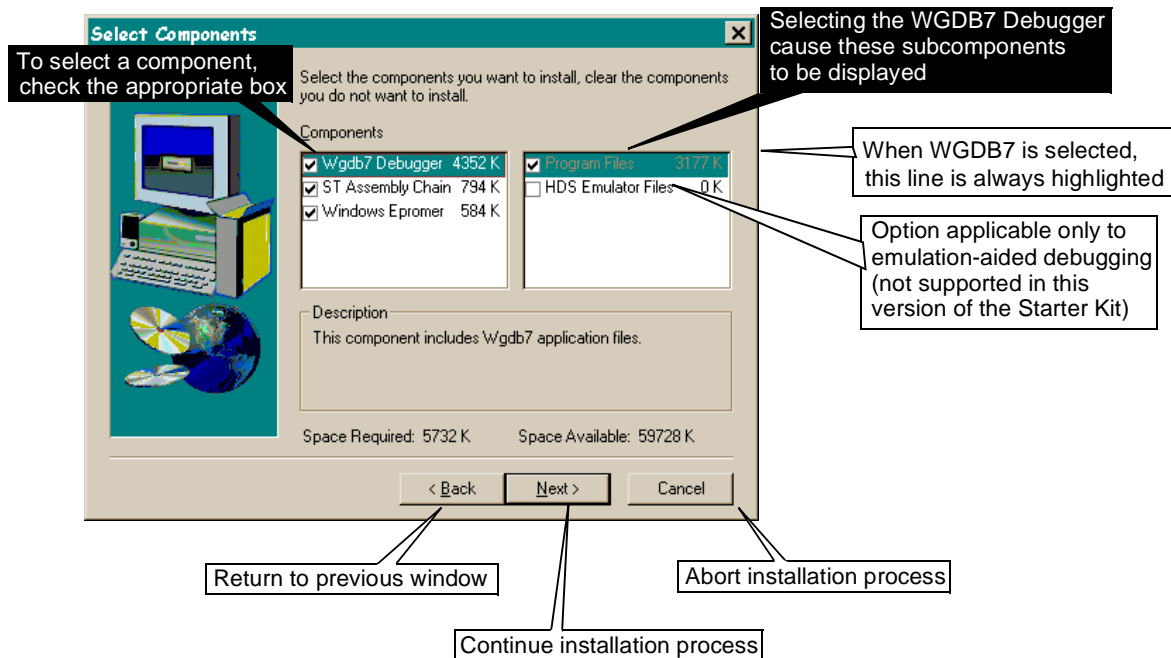 Select Components
Selecting the WGDB7 Debugger
cause these subcomponents
to be displayed
To select a component,
check the appropriate box
Select the components you want to install, clear the components
you do not want to install.
Components
Wgdb7 Debugger 4352 K
ST Assembly Chain 794 K
Windows Epromer 584 K
Program Files 3177 K
HDS Emulator Files 0 K
When WGDB7 is selected,
this line is always highlighted
Option applicable only to
emulation-aided debugging
(not supported in this
version of the Starter Kit)
Description
This component includes Wgdb7 application files.
Space Required: 5732 K
Space Available: 59728 K
< Back
Next >
Cancel
Return to previous window
Abort installation process
Continue installation process